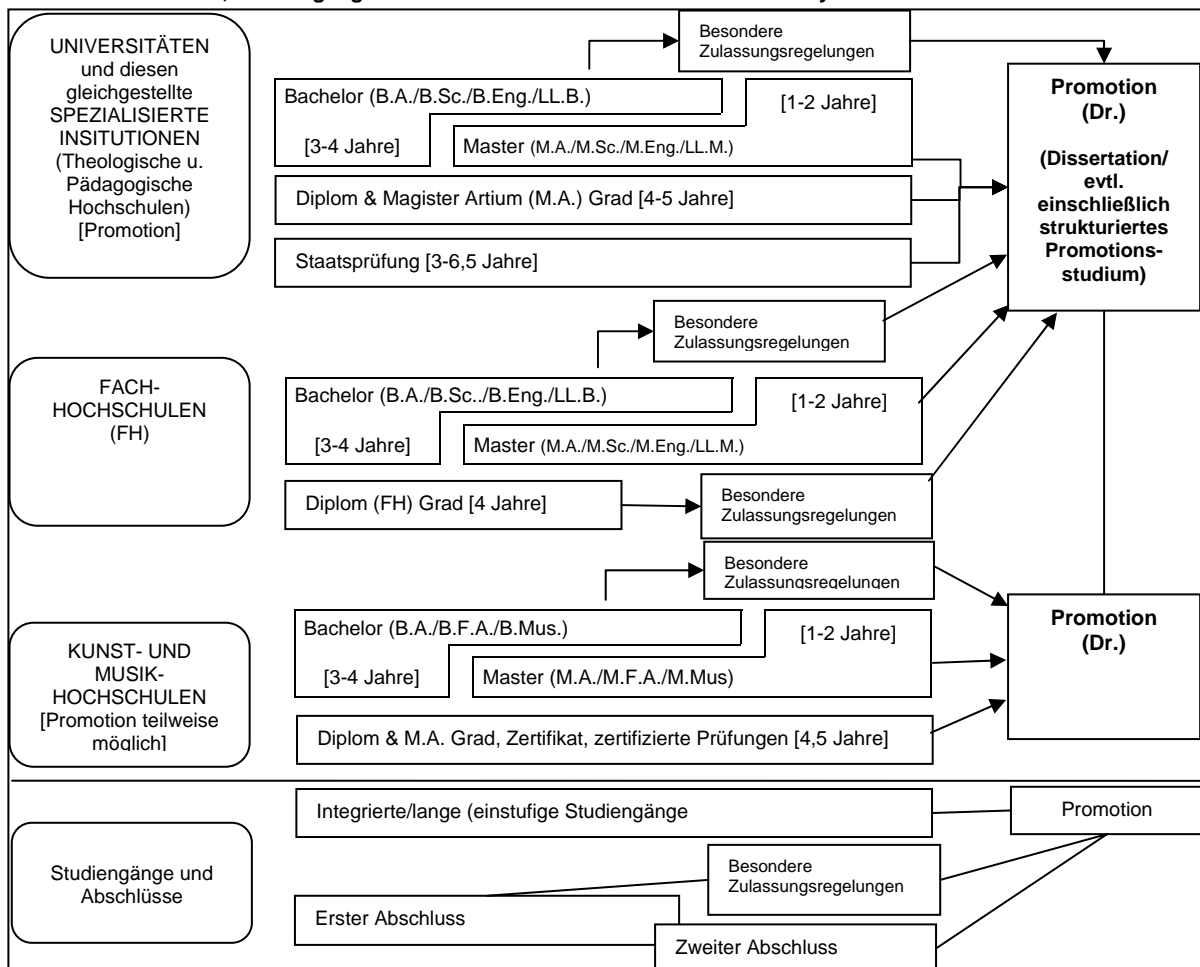 UNIVERSITÄTEN
und diesen
gleichgestellte
SPEZIALISIERTE
INSITUTIONEN
(Theologische u.
Pädagogische
Hochschulen)
[Promotion]
Besondere
Zulassungsregelungen
Bachelor (B.A./B.Sc./B.Eng./LL.B.)
[1-2 Jahre]
[3-4 Jahre]
Master (M.A./M.Sc./M.Eng./LL.M.)
Diplom & Magister Artium (M.A.) Grad [4-5 Jahre]
Staatsprüfung [3-6,5 Jahre]
Promotion
(Dr.)
(Dissertation/
evtl.
einschließlich
strukturiertes
Promotions-
studium)
FACH-
HOCHSCHULEN
(FH)
Besondere
Zulassungsregelungen
Bachelor (B.A./B.Sc../B.Eng./LL.B.)
[1-2 Jahre]
[3-4 Jahre]
Master (M.A./M.Sc./M.Eng./LL.M.)
Diplom (FH) Grad [4 Jahre]
Besondere
Zulassungsregelungen
KUNST- UND
MUSIK-
HOCHSCHULEN
[Promotion teilweise
möglich]
Besondere
Zulassungsregelungen
Bachelor (B.A./B.F.A./B.Mus.)
[1-2 Jahre]
[3-4 Jahre]
Master (M.A./M.F.A./M.Mus)
Diplom & M.A. Grad, Zertifikat, zertifizierte Prüfungen [4,5 Jahre]
Promotion
(Dr.)
Studiengänge und
Abschlüsse
Integrierte/lange (einstufige Studiengänge
Promotion
Besondere
Zulassungsregelungen
Erster Abschluss
Zweiter Abschluss